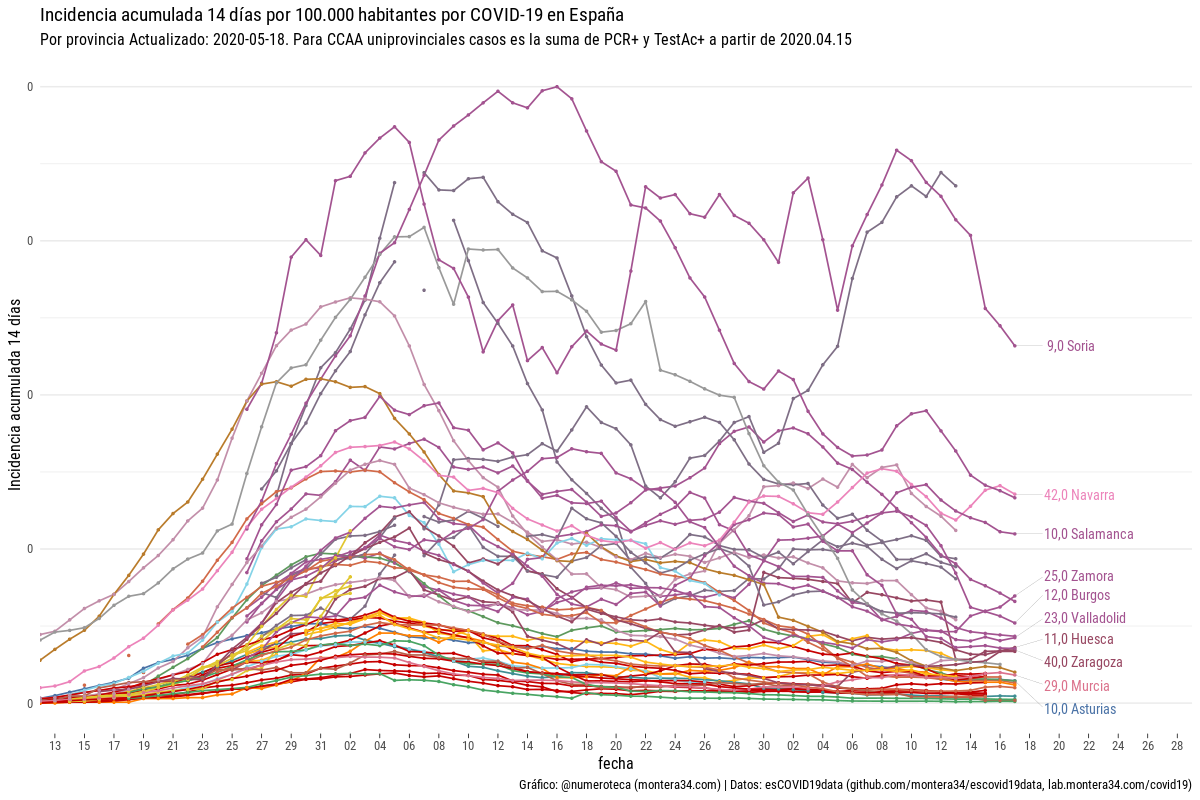 Incidencia acumulada 14 días por 100.000 habitantes por COVID-19 en España
Por provincia Actualizado: 2020-05-18. Para CCAA uniprovinciales casos es la suma de PCR+ y TestAc+ a partir de 2020.04.15
Incidencia acumulada 14 días
0
0
0
0
0
9,0 Soria
42,0 Navarra
10,0 Salamanca
25,0 Zamora
12,0 Burgos
23,0 Valladolid
11,0 Huesca
40,0 Zaragoza
29,0 Murcia
10,0 Asturias
13 15 17 19 21 23 25 27 29 31 02 04 06 08 10 12 14 16 18 20 22 24 26 28 30 02 04 06 08 10 12 14 16 18 20 22 24 26 28
fecha
Gráfico: @numeroteca (montera34.com) | Datos: esCOVID19data (github.com/montera34/escovid19data, lab.montera34.com/covid19)